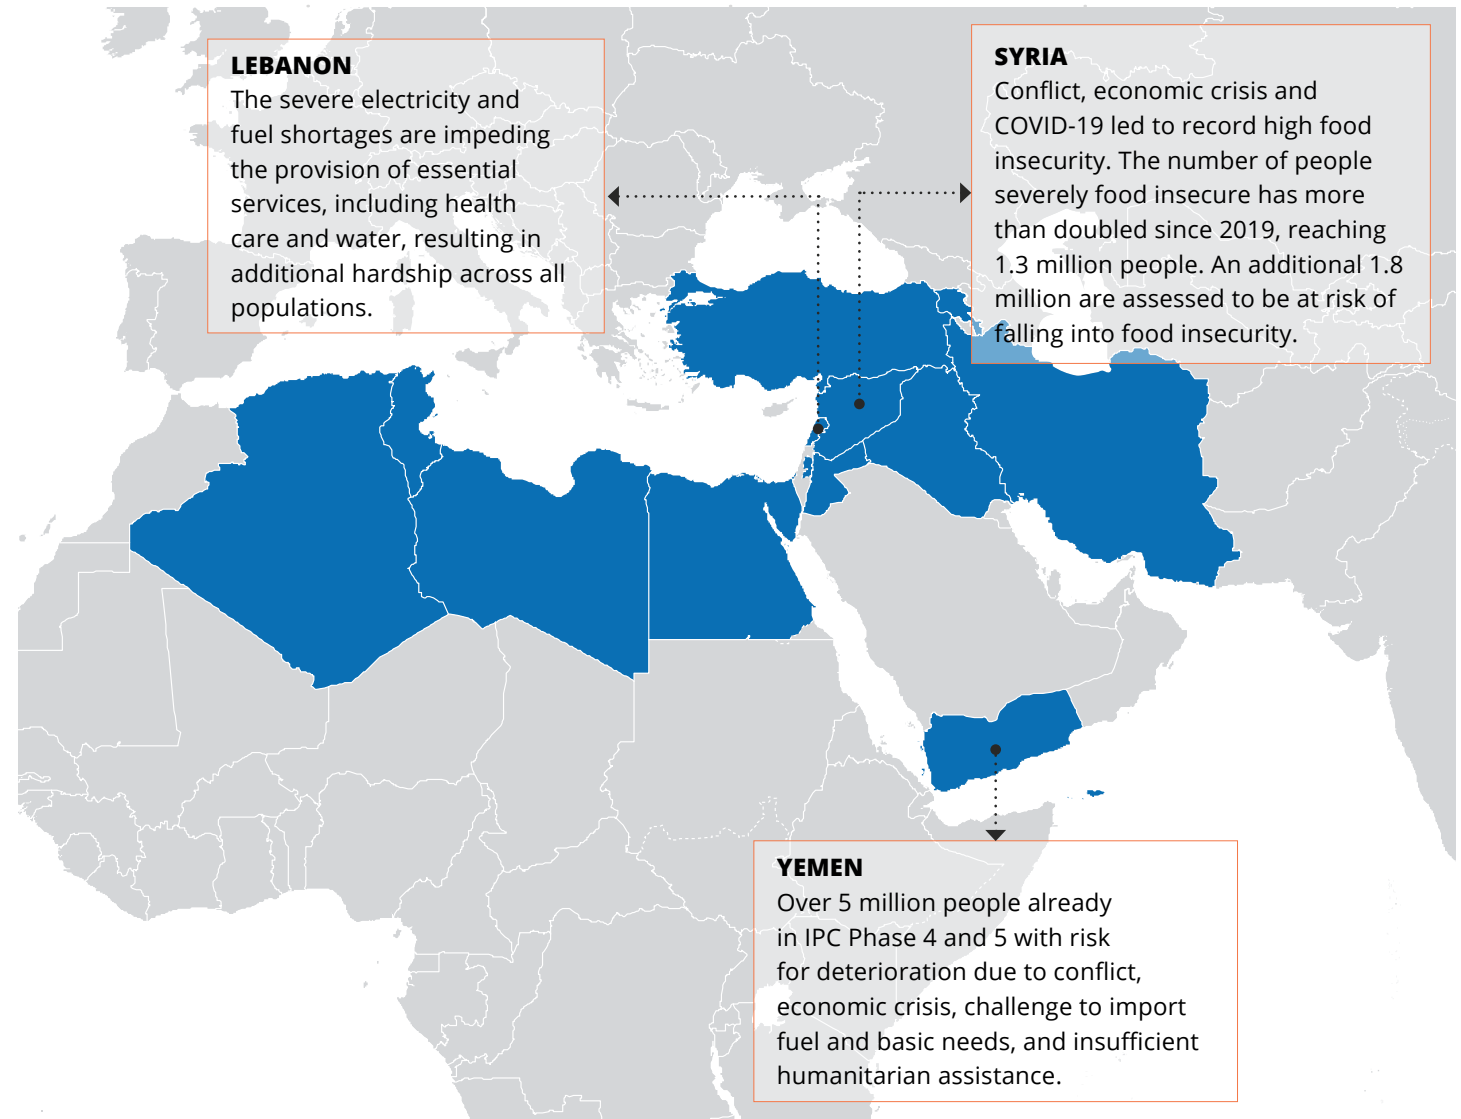 LEBANON
The severe electricity and
fuel shortages are impeding
the provision of essential
services, including health
care and water, resulting in
additional hardship across all
populations.
SYRIA
Conflict, economic crisis and
COVID-19 led to record high food
insecurity. The number of people
severely food insecure has more
than doubled since 2019, reaching
1.3 million people. An additional 1.8
million are assessed to be at risk of
falling into food insecurity.
YEMEN
Over 5 million people already
in IPC Phase 4 and 5 with risk
for deterioration due to conflict,
economic crisis, challenge to import
fuel and basic needs, and insufficient
humanitarian assistance.